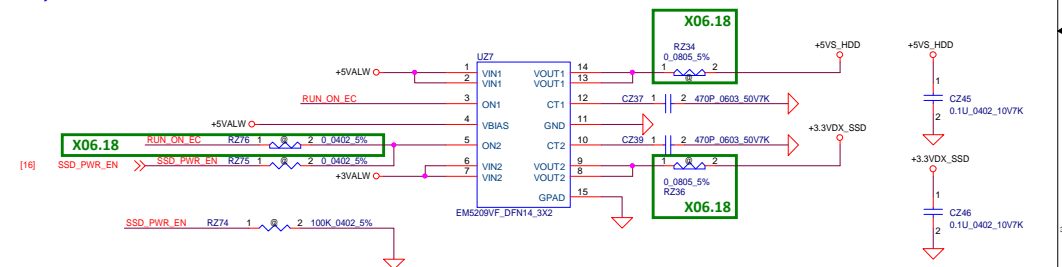 X06.18
RZ34
0_0805_5%
+5VS_HDD
+5VS_HDD
UZ7
1 2
@
+5VALW
1 VIN1 VOUT1 14
2 VIN1 VOUT1 13
RUN_ON_EC
3 ON1 CT1 12
CZ37 1 2 470P_0603_50V7K
1
CZ45
0.1U_0402_10V7K
2
+5VALW
4 VBIAS GND 11
X06.18
RUN_ON_EC RZ76 1 @ 2 0_0402_5%
5 ON2 CT2 10
CZ39 1 2 470P_0603_50V7K
+3.3VDX_SSD
[16] SSD_PWR_EN SSD_PWR_EN RZ75 1 @ 2 0_0402_5%
6 VIN2 VOUT2 9
+3VALW
7 VIN2 VOUT2 8
1 2
@
0_0805_5%
RZ36
X06.18
+3.3VDX_SSD
GPAD 15
EM5209VF_DFN14_3X2
1
CZ46
0.1U_0402_10V7K
2
SSD_PWR_EN RZ74 1 @ 2 100K_0402_5%